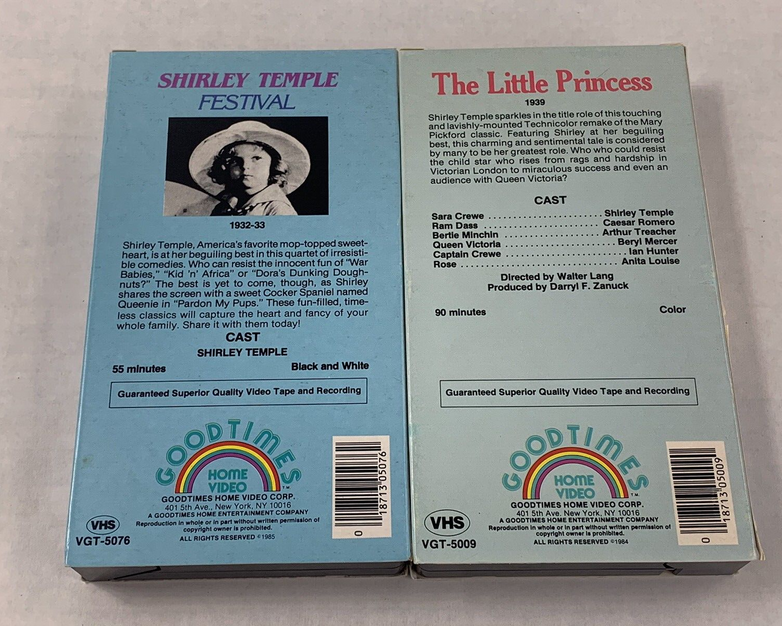 SHIRLEY TEMPLE
FESTIVAL
1932-33
Shirley Temple, America's favorite mop-topped sweet-
heart, is at her beguiling best in this quartet of irresisti-
ble comedies. Who can resist the innocent fun of "War
Babies," "Kid 'n' Africa" or "Dora's Dunking Dough-
nuts?" The best is yet to come, though, as Shirley
shares the screen with a sweet Cocker Spaniel named
Queenie in "Pardon My Pups." These fun-filled, time-
less classics will capture the heart and fancy of your
whole family. Share it with them today!
CAST
SHIRLEY TEMPLE
55 minutes Black and White
Guaranteed Superior Quality Video Tape and Recording
GOODTIMES
HOME
VIDEO TM
GOODTIMES HOME VIDEO CORP.
401 5th Ave., New York, NY 10016
A GOODTIMES HOME ENTERTAINMENT COMPANY
Reproduction in whole or in part without written permission of
copyright owner is prohibited.
ALL RIGHTS RESERVED ©1985
VHS
VGT-5076
0 18713 05076
The Little Princess
1939
Shirley Temple sparkles in the title role of this touching
and lavishly-mounted Technicolor remake of the Mary
Pickford classic. Featuring Shirley at her beguiling
best, this charming and sentimental tale is considered
by many to be her greatest role. Who who could resist
the child star who rises from rags and hardship in
Victorian London to miraculous success and even an
audience with Queen Victoria?
CAST
Sara Crewe . . . . . . . . . . . . . . . . . . . . . Shirley Temple
Ram Dass . . . . . . . . . . . . . . . . . . . . . . Caesar Romero
Bertie Minchin . . . . . . . . . . . . . . . . . . . Arthur Treacher
Queen Victoria . . . . . . . . . . . . . . . . . . . . . Beryl Mercer
Captain Crewe . . . . . . . . . . . . . . . . . . . . . . . Ian Hunter
Rose . . . . . . . . . . . . . . . . . . . . . . . . . . . . Anita Louise
Directed by Walter Lang
Produced by Darryl F. Zanuck
90 minutes Color
Guaranteed Superior Quality Video Tape and Recording
GOODTIMES
HOME
VIDEO TM
GOODTIMES HOME VIDEO CORP.
401 5th Ave., New York, NY 10016
A GOODTIMES HOME ENTERTAINMENT COMPANY
Reproduction in whole or in part without written permission of
copyright owner is prohibited.
ALL RIGHTS RESERVED ©1984
VHS
VGT-5009
0 18713 05009